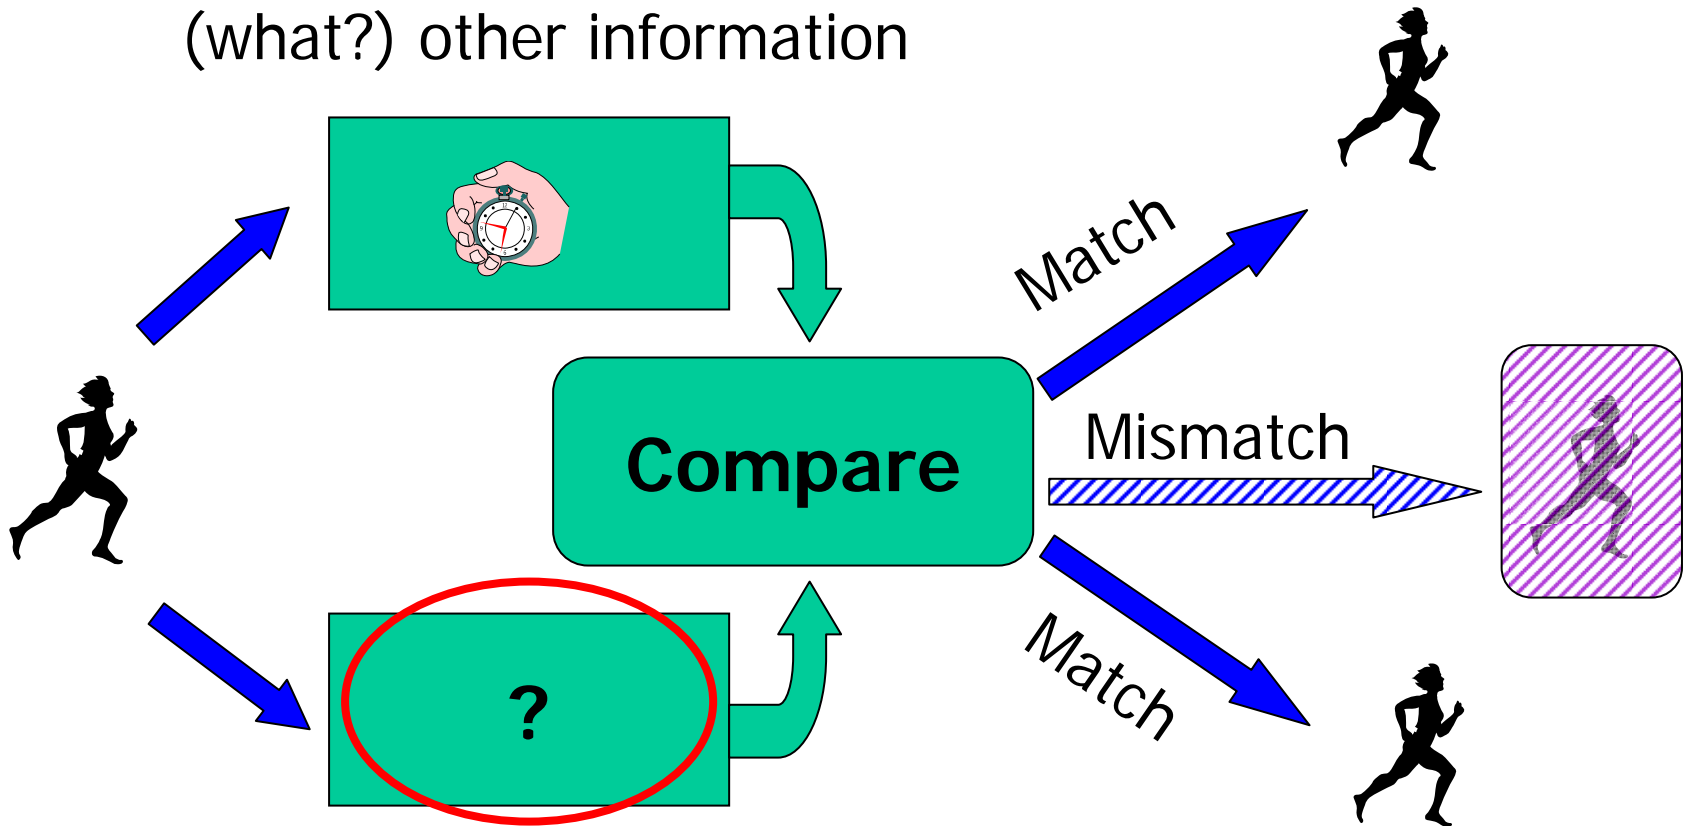 (what?) other information
Match
Mismatch
Compare
?
Match